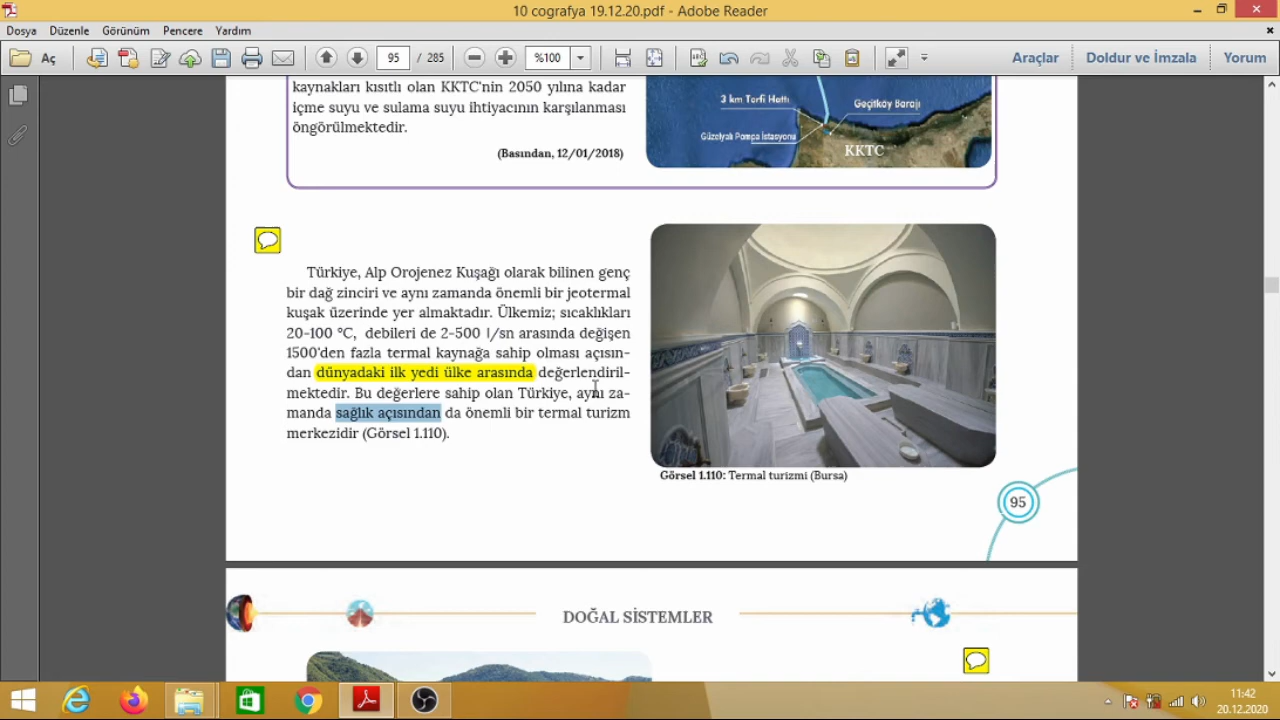 10 cografya 19.12.20.pdf - Adobe Reader
Dosya Düzenle Görünüm Pencere Yardım
Aç 95 / 285 %100 Araçlar Doldur ve İmzala Yorum
kaynakları kısıtlı olan KKTC'nin 2050 yılına kadar
içme suyu ve sulama suyu ihtiyacının karşılanması
öngörülmektedir.
(Basından, 12/01/2018)
3 km Terfi Hattı
Geçitköy Barajı
Güzelyalı Pompa İstasyonu
KKTC
Türkiye, Alp Orojenez Kuşağı olarak bilinen genç
bir dağ zinciri ve aynı zamanda önemli bir jeotermal
kuşak üzerinde yer almaktadır. Ülkemiz; sıcaklıkları
20-100 °C, debileri de 2-500 l/sn arasında değişen
1500'den fazla termal kaynağa sahip olması açısın-
dan dünyadaki ilk yedi ülke arasında değerlendiril-
mektedir. Bu değerlere sahip olan Türkiye, aynı za-
manda sağlık açısından da önemli bir termal turizm
merkezidir (Görsel 1.110).
Görsel 1.110: Termal turizmi (Bursa)
95
DOĞAL SİSTEMLER
11:42
20.12.2020